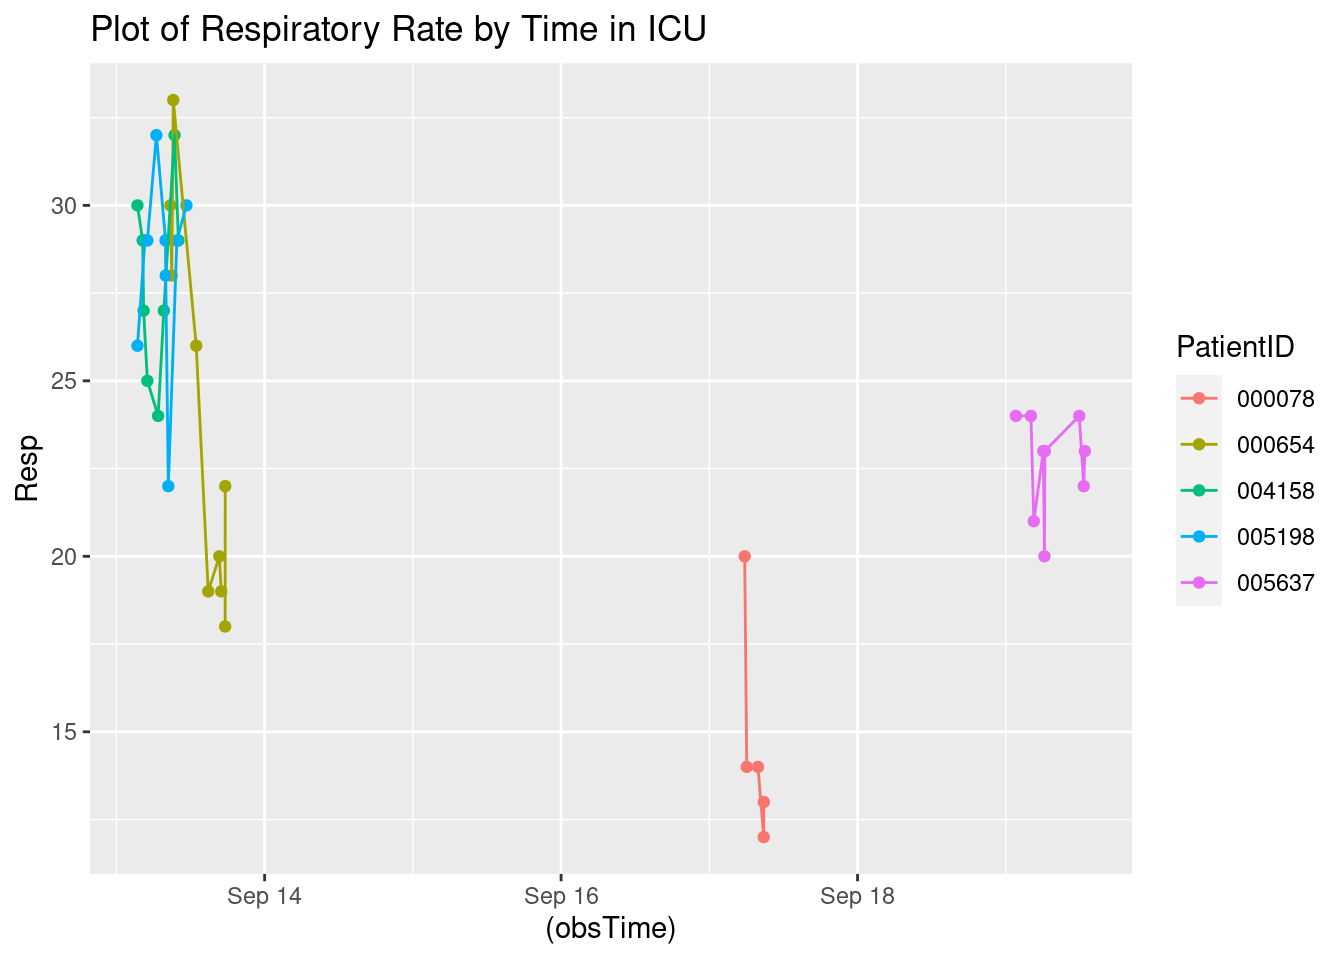 Plot of Respiratory Rate by Time in ICU
Resp
30
25
20
15
Sep 14
Sep 16
Sep 18
(obsTime)
PatientID
000078
000654
004158
005198
005637